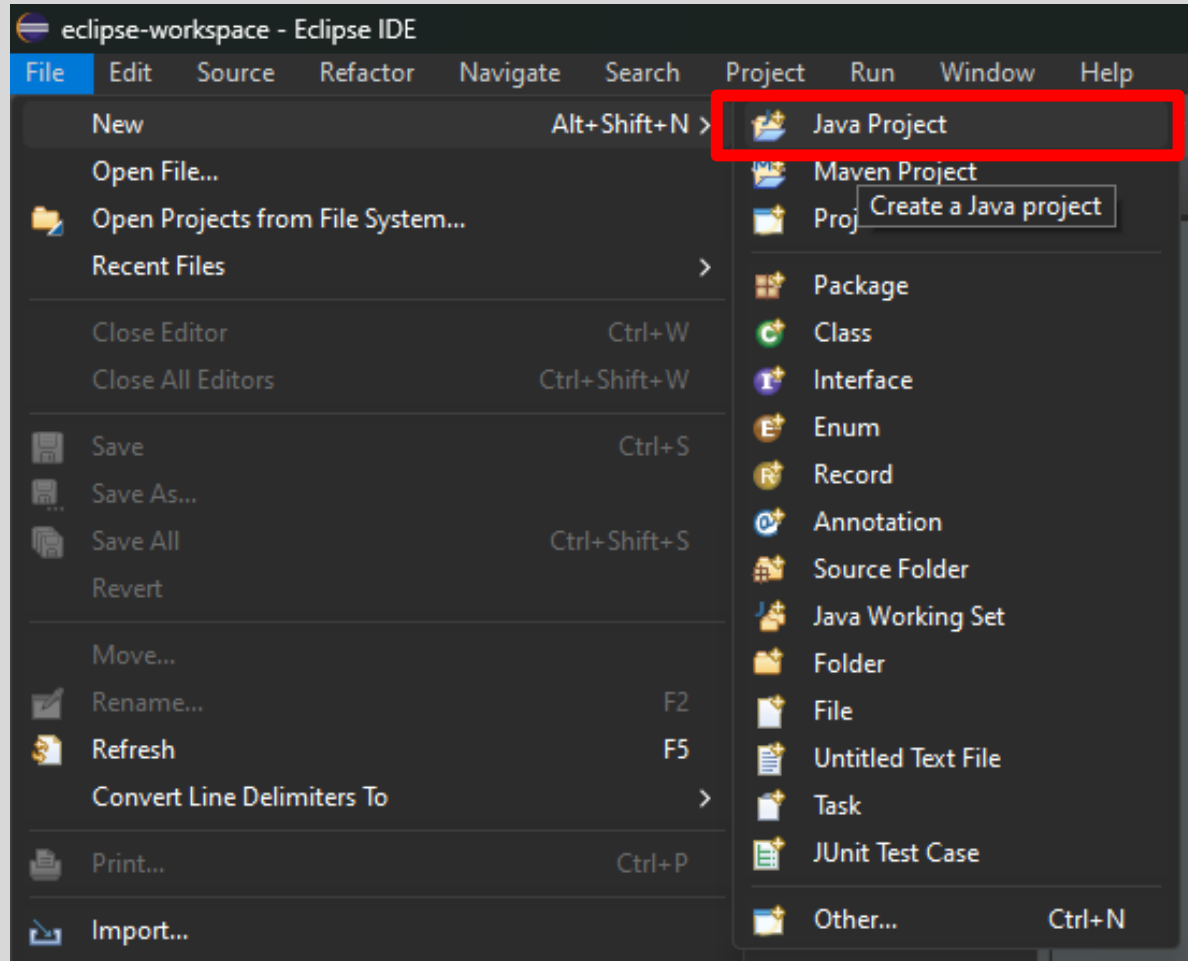 eclipse-workspace - Eclipse IDE
File Edit Source Refactor Navigate Search Project Run Window Help
New Alt+Shift+N
Open File...
Open Projects from File System...
Recent Files
Close Editor Ctrl+W
Close All Editors Ctrl+Shift+W
Save Ctrl+S
Save As...
Save All Ctrl+Shift+S
Revert
Move...
Rename... F2
Refresh F5
Convert Line Delimiters To
Print... Ctrl+P
Import...
Java Project
Maven Project
Create a Java project
Proj
Package
Class
Interface
Enum
Record
Annotation
Source Folder
Java Working Set
Folder
File
Untitled Text File
Task
JUnit Test Case
Other... Ctrl+N